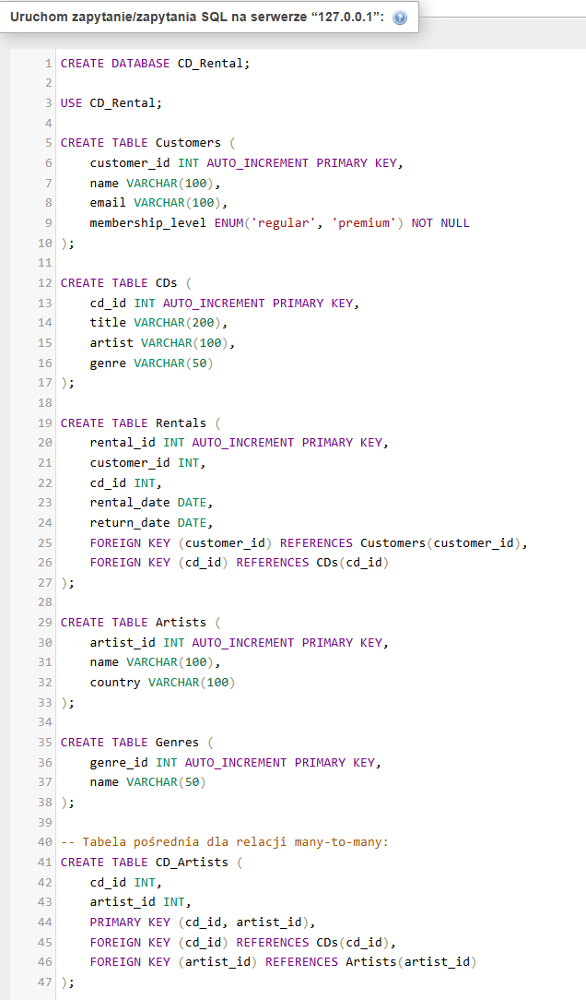 Uruchom zapytanie/zapytania SQL na serwerze “127.0.0.1”:
1 CREATE DATABASE CD_Rental;
2
3 USE CD_Rental;
4
5 CREATE TABLE Customers (
6     customer_id INT AUTO_INCREMENT PRIMARY KEY,
7     name VARCHAR(100),
8     email VARCHAR(100),
9     membership_level ENUM('regular', 'premium') NOT NULL
10 );
11
12 CREATE TABLE CDs (
13     cd_id INT AUTO_INCREMENT PRIMARY KEY,
14     title VARCHAR(200),
15     artist VARCHAR(100),
16     genre VARCHAR(50)
17 );
18
19 CREATE TABLE Rentals (
20     rental_id INT AUTO_INCREMENT PRIMARY KEY,
21     customer_id INT,
22     cd_id INT,
23     rental_date DATE,
24     return_date DATE,
25     FOREIGN KEY (customer_id) REFERENCES Customers(customer_id),
26     FOREIGN KEY (cd_id) REFERENCES CDs(cd_id)
27 );
28
29 CREATE TABLE Artists (
30     artist_id INT AUTO_INCREMENT PRIMARY KEY,
31     name VARCHAR(100),
32     country VARCHAR(100)
33 );
34
35 CREATE TABLE Genres (
36     genre_id INT AUTO_INCREMENT PRIMARY KEY,
37     name VARCHAR(50)
38 );
39
40 -- Tabela pośrednia dla relacji many-to-many:
41 CREATE TABLE CD_Artists (
42     cd_id INT,
43     artist_id INT,
44     PRIMARY KEY (cd_id, artist_id),
45     FOREIGN KEY (cd_id) REFERENCES CDs(cd_id),
46     FOREIGN KEY (artist_id) REFERENCES Artists(artist_id)
47 );